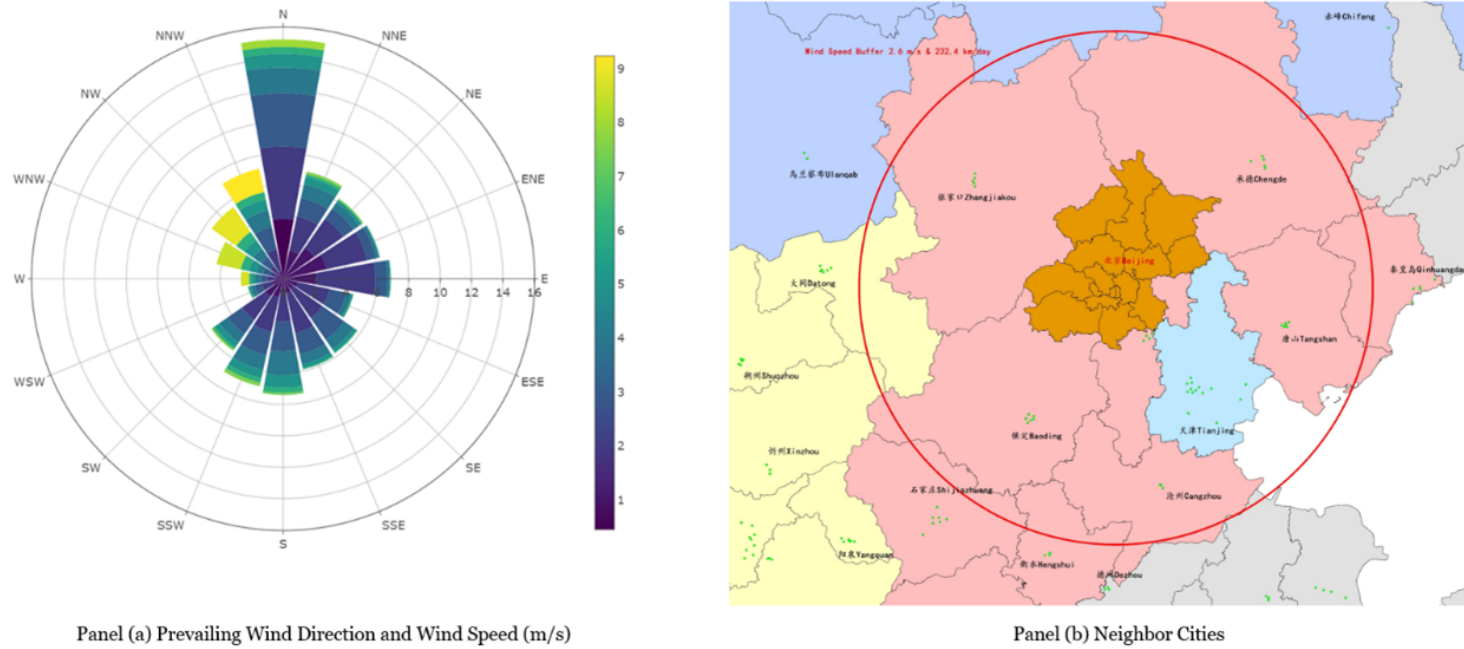 N
NNW
NNE
NW
NE
WNW
ENE
W
E
8
10
12
14
16
WSW
ESE
SW
SE
SSW
SSE
S
9
8
7
6
5
4
3
2
1
Panel (a) Prevailing Wind Direction and Wind Speed (m/s)
赤峰Chifeng
Wind Speed Buffer 2.6 m/s & 232.4 km/day
乌兰察布Ulanqab
承德Chengde
张家口Zhangjiakou
北京Beijing
秦皇岛Qinhuangdao
大同Datong
唐山Tangshan
朔州Shuozhou
天津Tianjing
保定Baoding
忻州Xinzhou
石家庄Shijiazhuang
沧州Cangzhou
阳泉Yangquan
衡水Hengshui
德州Dezhou
Panel (b) Neighbor Cities